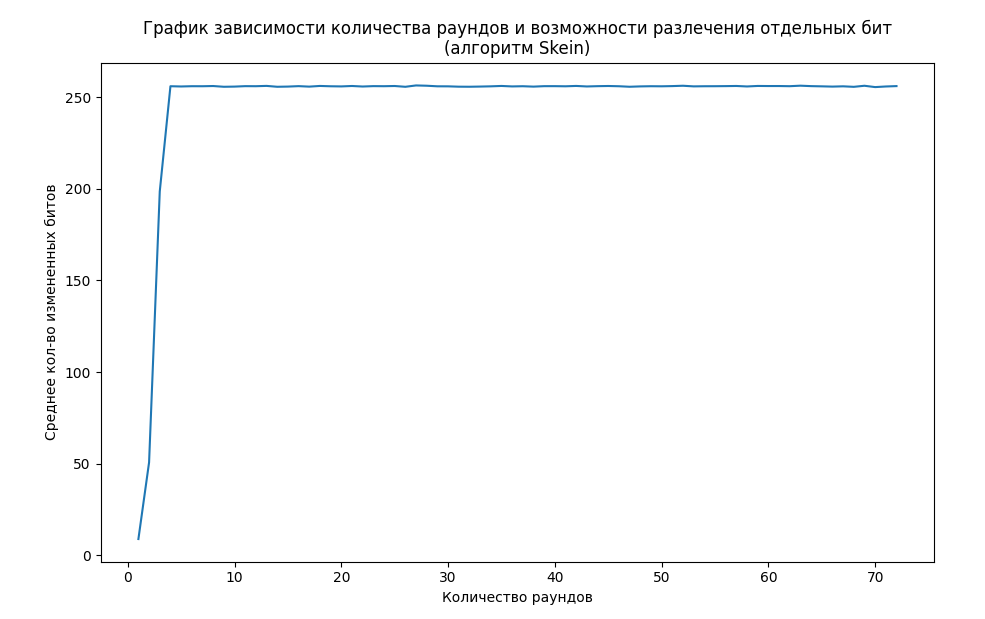 График зависимости количества раундов и возможности разлечения отдельных бит
(алгоритм Skein)
Среднее кол-во измененных битов
250
200
150
100
50
0
0 10 20 30 40 50 60 70
Количество раундов